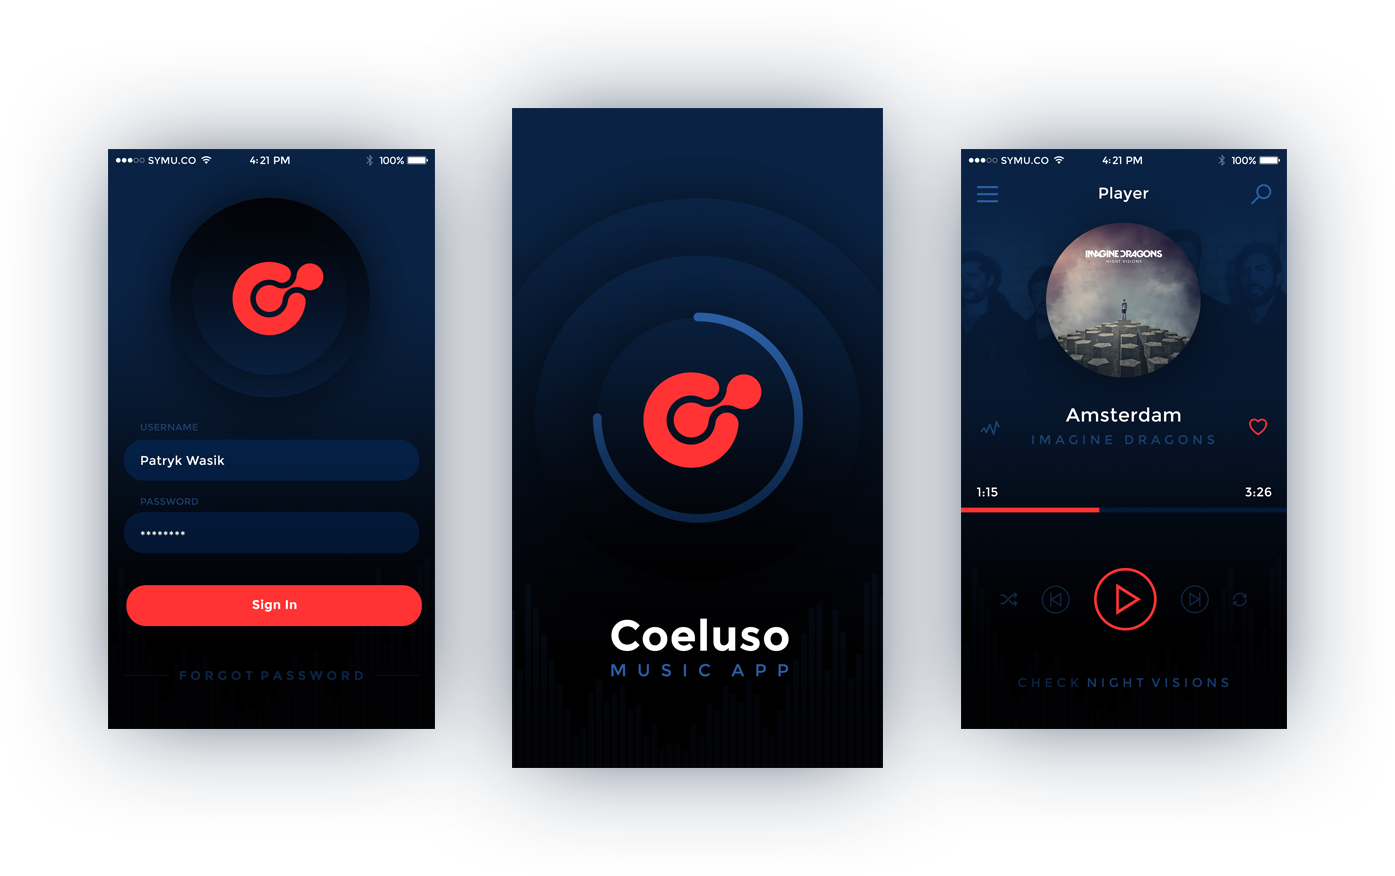 SYMU.CO 4:21 PM 100%
USERNAME
Patryk Wasik
PASSWORD
********
Sign In
FORGOT PASSWORD
Coeluso
MUSIC APP
SYMU.CO 4:21 PM 100%
Player
IMAGINE DRAGONS
NIGHT VISIONS
Amsterdam
IMAGINE DRAGONS
1:15 3:26
CHECK NIGHT VISIONS